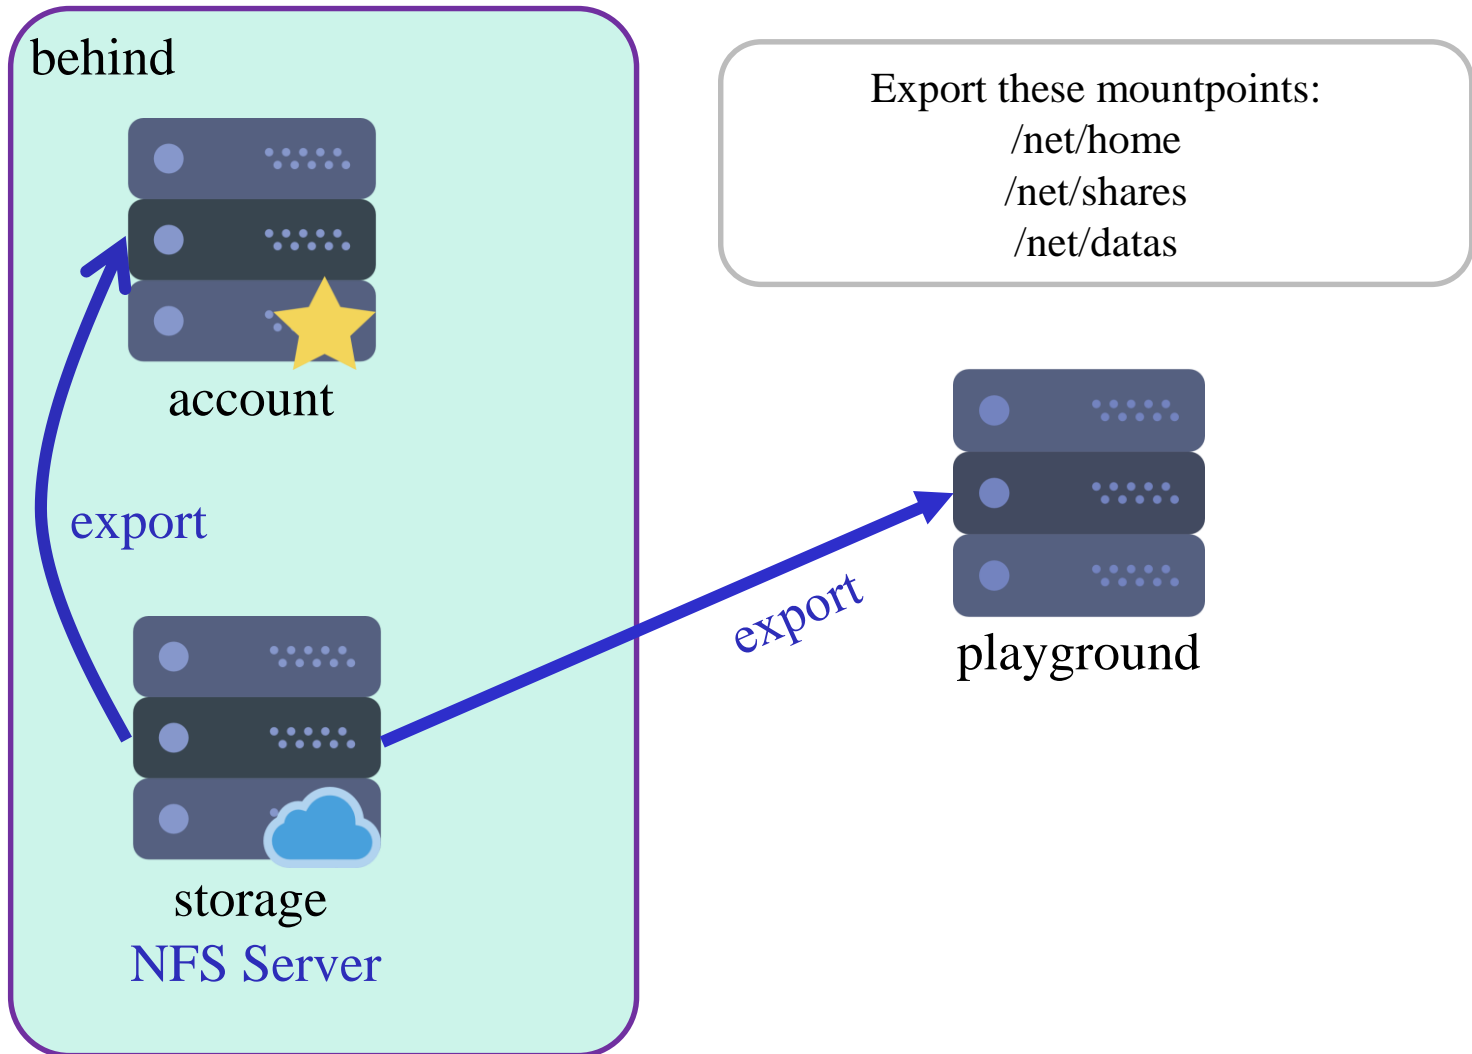 behind
Export these mountpoints:
/net/home
/net/shares
/net/datas
account
export
export
playground
storage
NFS Server